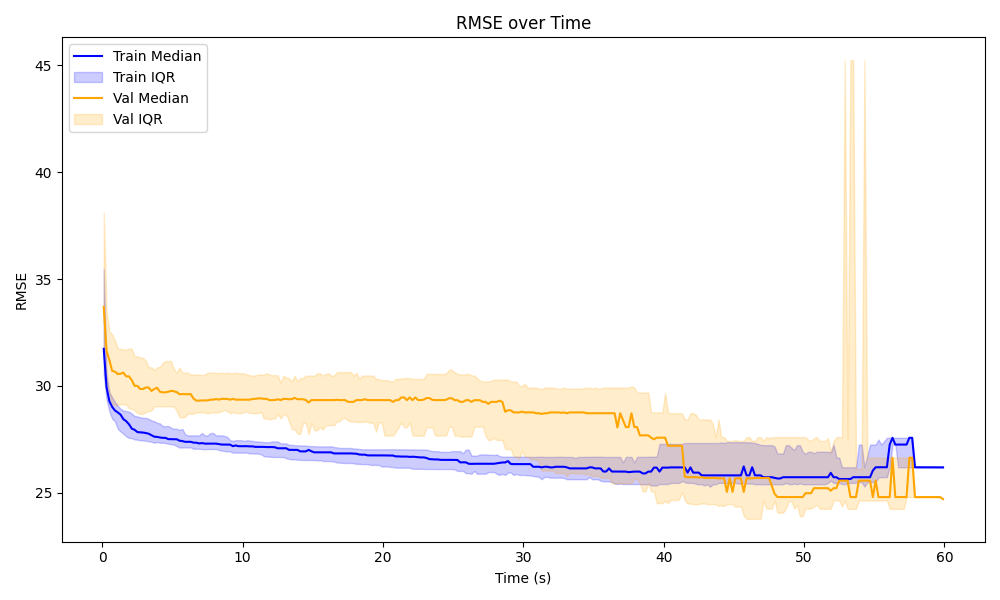 RMSE over Time
Train Median
Train IQR
Val Median
Val IQR
45
40
35
30
25
RMSE
0 10 20 30 40 50 60
Time (s)